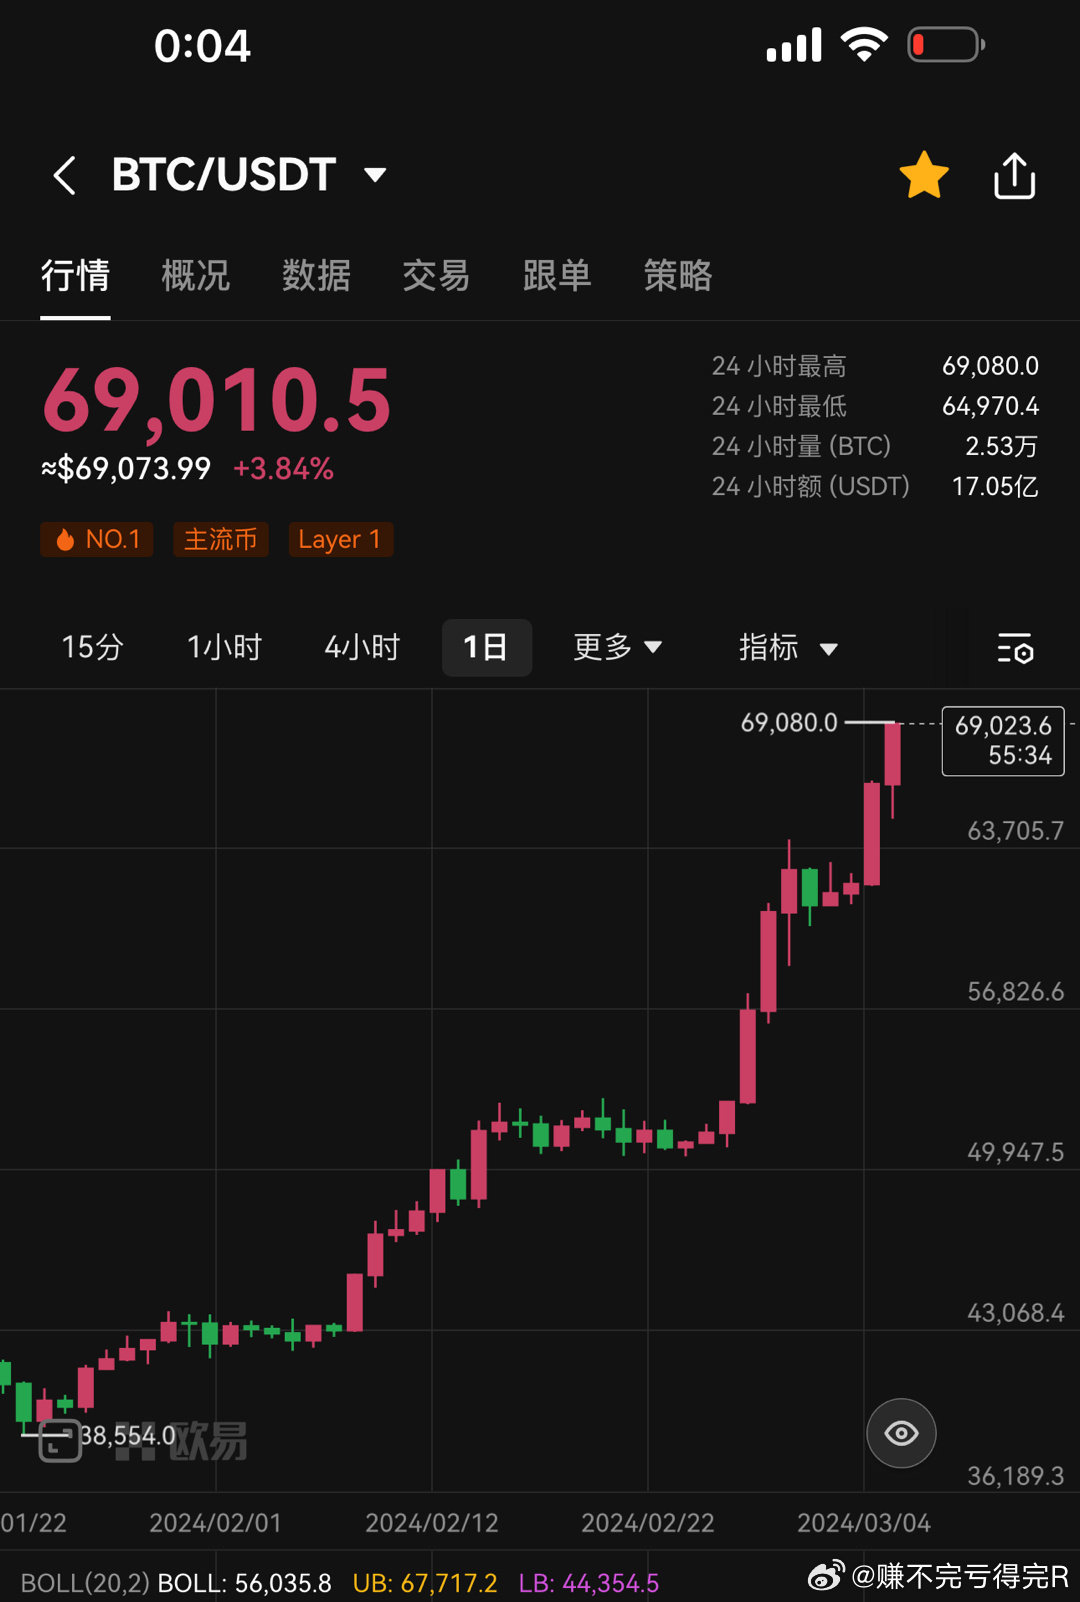 0:04
BTC/USDT
行情 概况 数据 交易 跟单 策略
69,010.5
≈$69,073.99 +3.84%
24 小时最高 69,080.0
24 小时最低 64,970.4
24 小时量 (BTC) 2.53万
24 小时额 (USDT) 17.05亿
NO.1 主流币 Layer 1
15分 1小时 4小时 1日 更多 指标
69,080.0
69,023.6
55:34
63,705.7
56,826.6
49,947.5
43,068.4
38,554.0
欧易
36,189.3
01/22 2024/02/01 2024/02/12 2024/02/22 2024/03/04
BOLL(20,2) BOLL: 56,035.8 UB: 67,717.2 LB: 44,354.5
@赚不完亏得完R